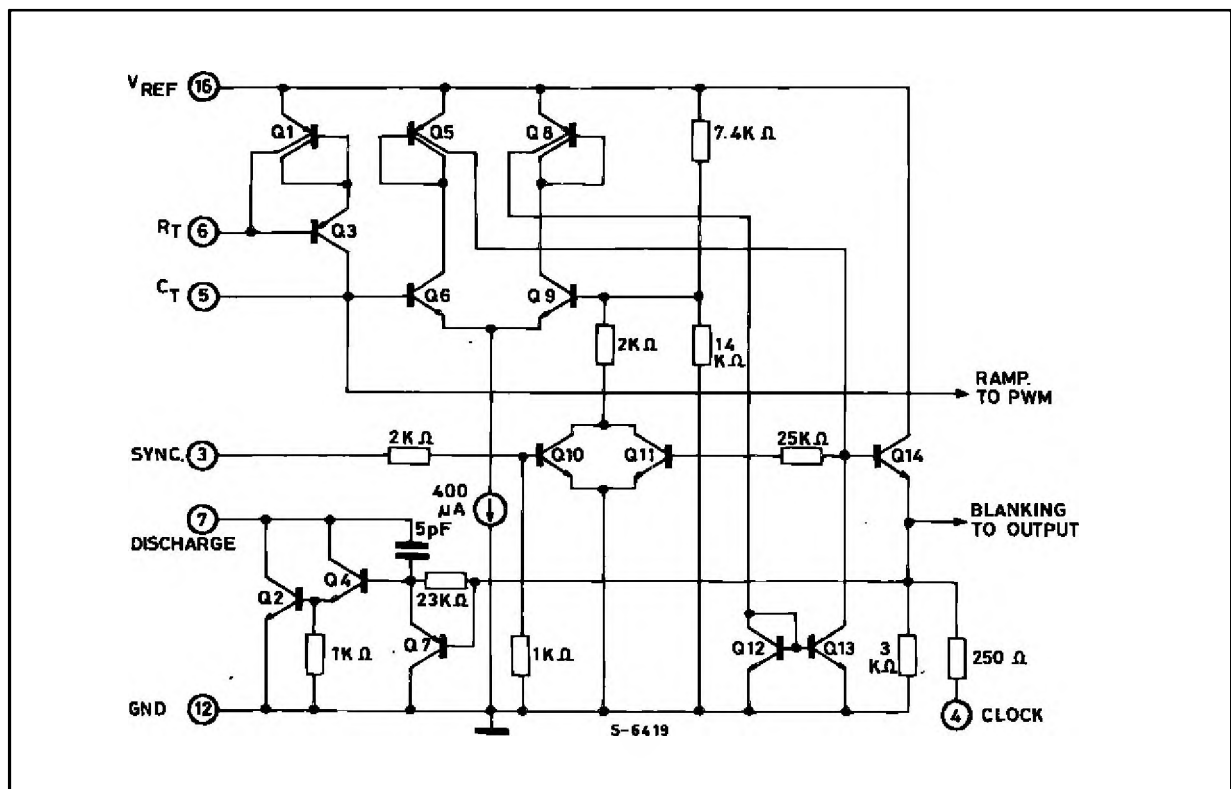 VREF 16
Q1
Q5
Q8
7.4K Ω
RT 6
Q3
CT 5
Q6
Q9
2K Ω
14 KΩ
RAMP. TO PWM
SYNC. 3
2K Ω
Q10
Q11
25K Ω
Q14
400 μA
7 DISCHARGE
5pF
BLANKING TO OUTPUT
Q2
Q4
23K Ω
Q7
1K Ω
1K Ω
Q12
Q13
3 KΩ
250 Ω
GND 12
S-6419
4 CLOCK